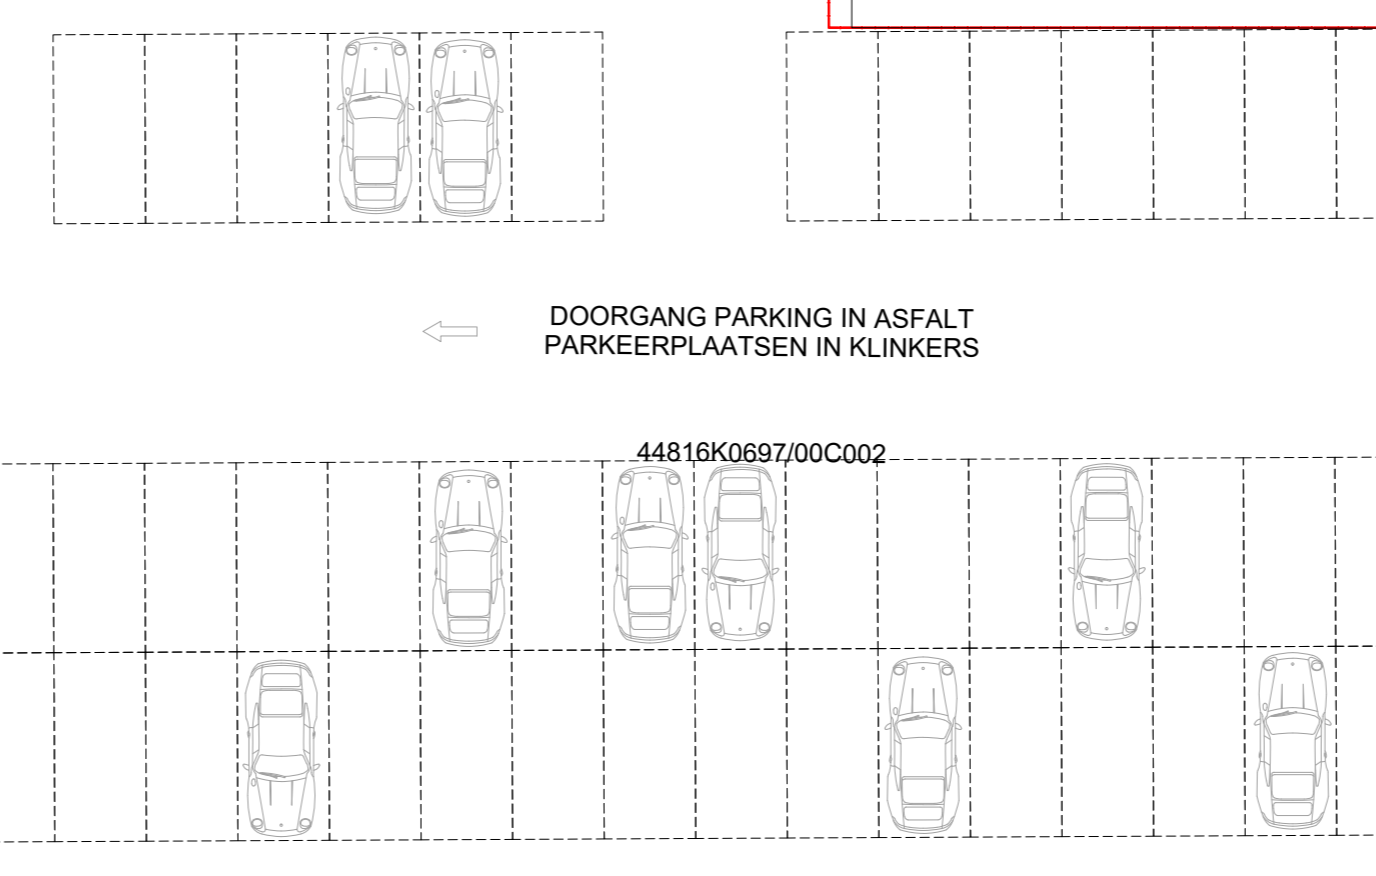 DOORGANG PARKING IN ASFALT
PARKEERPLAATSEN IN KLINKERS
44816K0697/00C002